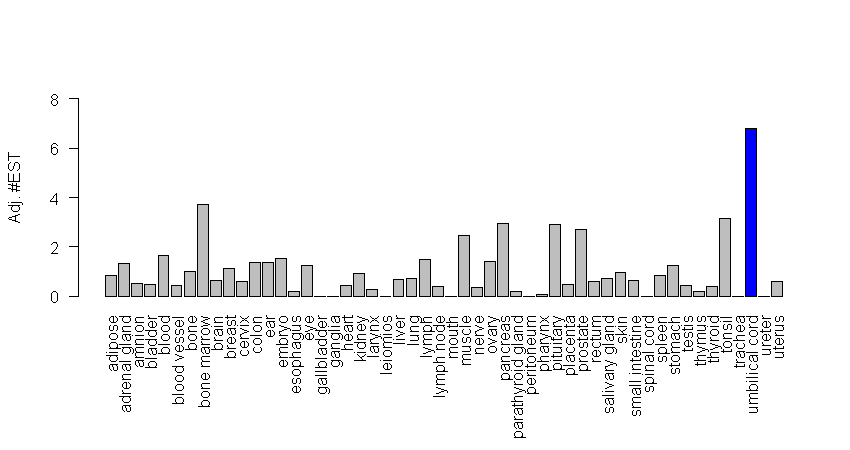 Adj. #EST
8
6
4
2
0
adipose
adrenal gland
amnion
bladder
blood
blood vessel
bone
bone marrow
brain
breast
cervix
colon
ear
embryo
esophagus
eye
gallbladder
ganglia
heart
kidney
larynx
leiomios
liver
lung
lymph
lymph node
mouth
muscle
nerve
ovary
pancreas
parathyroid gland
peritoneum
pharynx
pituitary
placenta
prostate
rectum
salivary gland
skin
small intestine
spinal cord
spleen
stomach
testis
thymus
thyroid
tonsil
trachea
umbilical cord
ureter
uterus